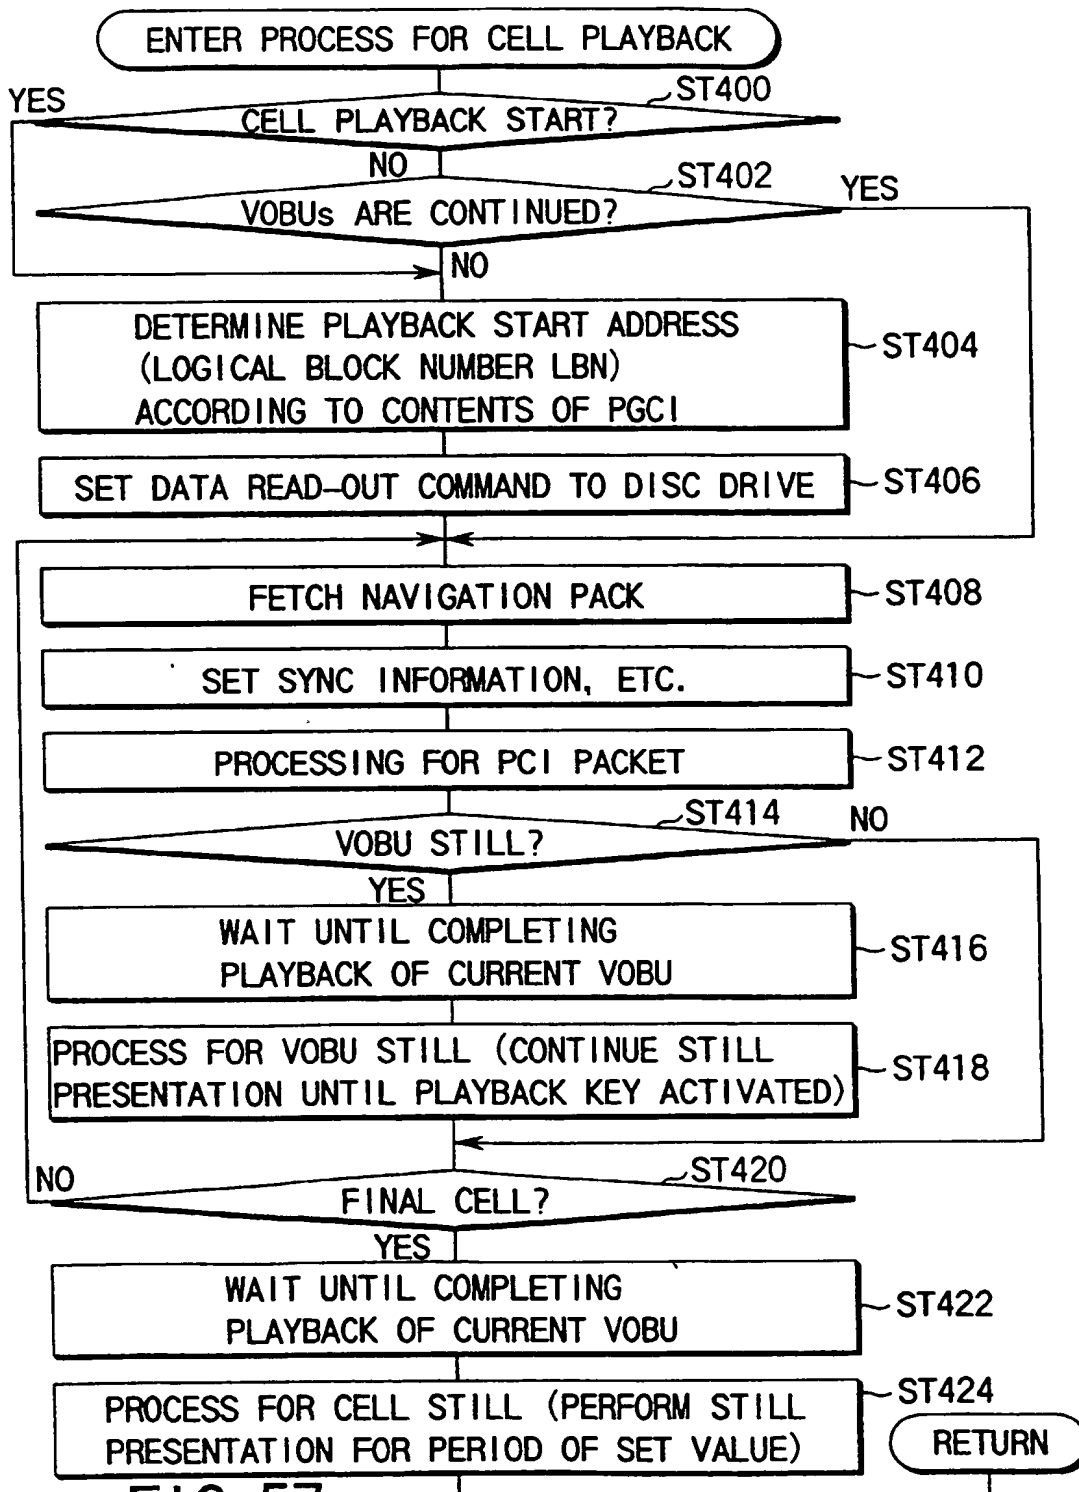 ENTER PROCESS FOR CELL PLAYBACK
ST400
YES
CELL PLAYBACK START?
NO
ST402
YES
VOBUs ARE CONTINUED?
NO
DETERMINE PLAYBACK START ADDRESS
(LOGICAL BLOCK NUMBER LBN)
ACCORDING TO CONTENTS OF PGCI
ST404
SET DATA READ-OUT COMMAND TO DISC DRIVE
ST406
FETCH NAVIGATION PACK
ST408
SET SYNC INFORMATION, ETC.
ST410
PROCESSING FOR PCI PACKET
ST412
ST414
NO
VOBU STILL?
YES
WAIT UNTIL COMPLETING
PLAYBACK OF CURRENT VOBU
ST416
PROCESS FOR VOBU STILL (CONTINUE STILL
PRESENTATION UNTIL PLAYBACK KEY ACTIVATED)
ST418
ST420
NO
FINAL CELL?
YES
WAIT UNTIL COMPLETING
PLAYBACK OF CURRENT VOBU
ST422
PROCESS FOR CELL STILL (PERFORM STILL
PRESENTATION FOR PERIOD OF SET VALUE)
ST424
RETURN
FIG.57